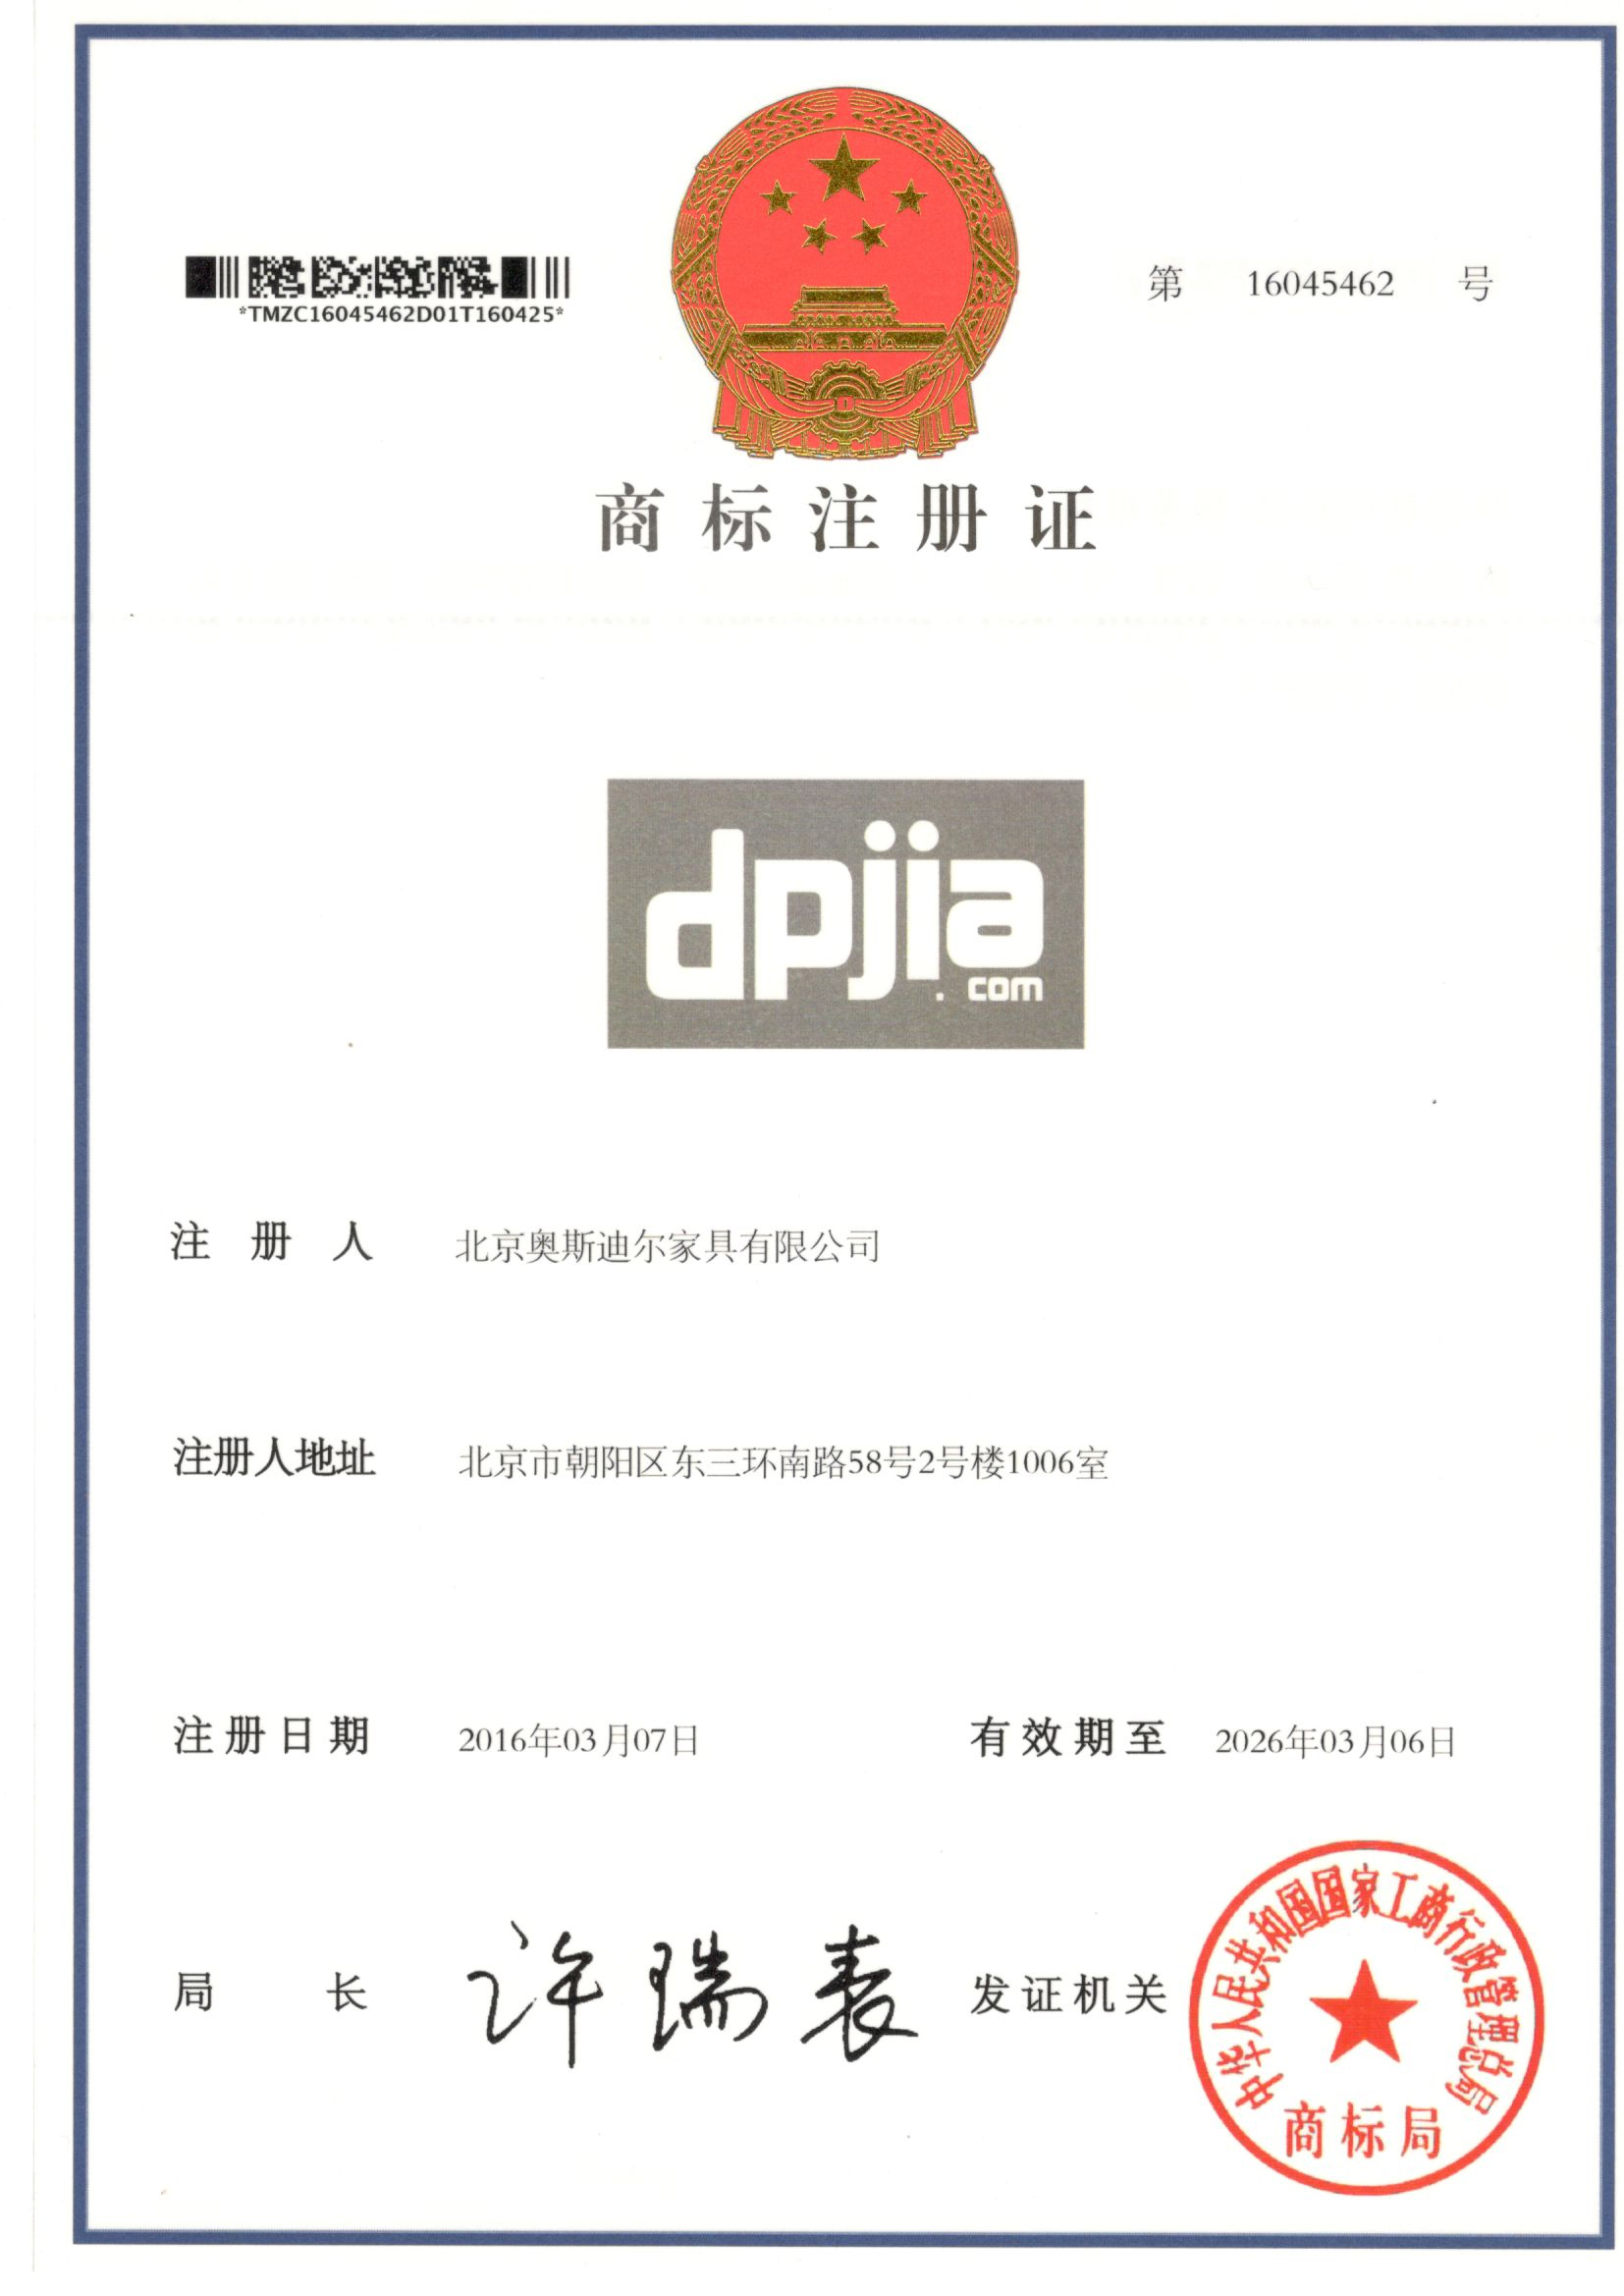 *TMZC16045462D01T160425*
第 16045462 号
商标注册证
dpjia
.com
注册人 北京奥斯迪尔家具有限公司
注册人地址 北京市朝阳区东三环南路58号2号楼1006室
注册日期 2016年03月07日 有效期至 2026年03月06日
局长 许瑞表 发证机关
中华人民共和国国家工商行政管理总局
商标局